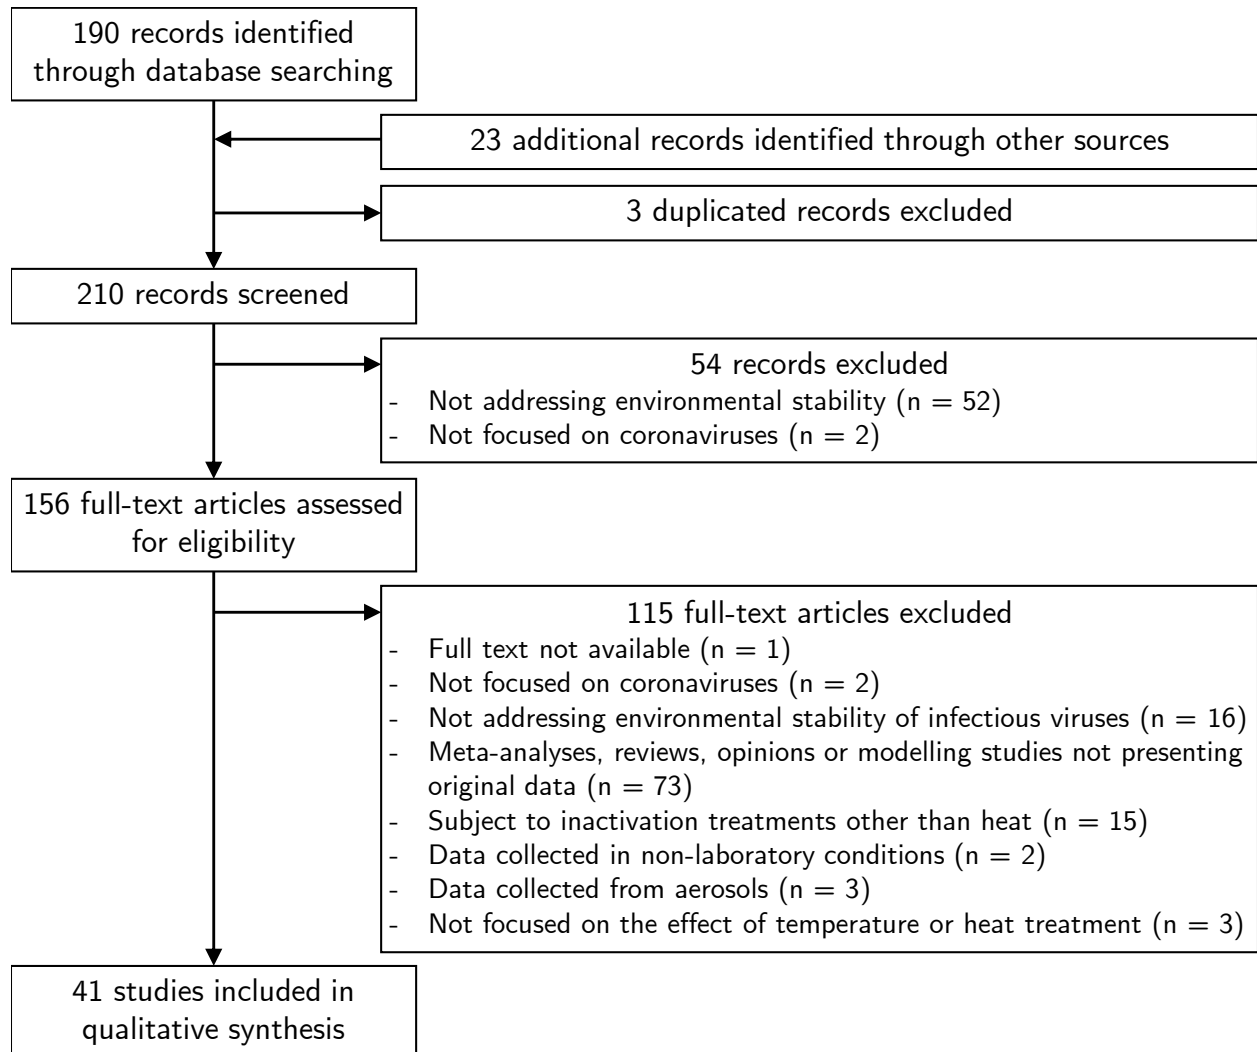 190 records identified
through database searching
23 additional records identified through other sources
3 duplicated records excluded
210 records screened
54 records excluded
- Not addressing environmental stability (n = 52)
- Not focused on coronaviruses (n = 2)
156 full-text articles assessed
for eligibility
115 full-text articles excluded
- Full text not available (n = 1)
- Not focused on coronaviruses (n = 2)
- Not addressing environmental stability of infectious viruses (n = 16)
- Meta-analyses, reviews, opinions or modelling studies not presenting
original data (n = 73)
- Subject to inactivation treatments other than heat (n = 15)
- Data collected in non-laboratory conditions (n = 2)
- Data collected from aerosols (n = 3)
- Not focused on the effect of temperature or heat treatment (n = 3)
41 studies included in
qualitative synthesis